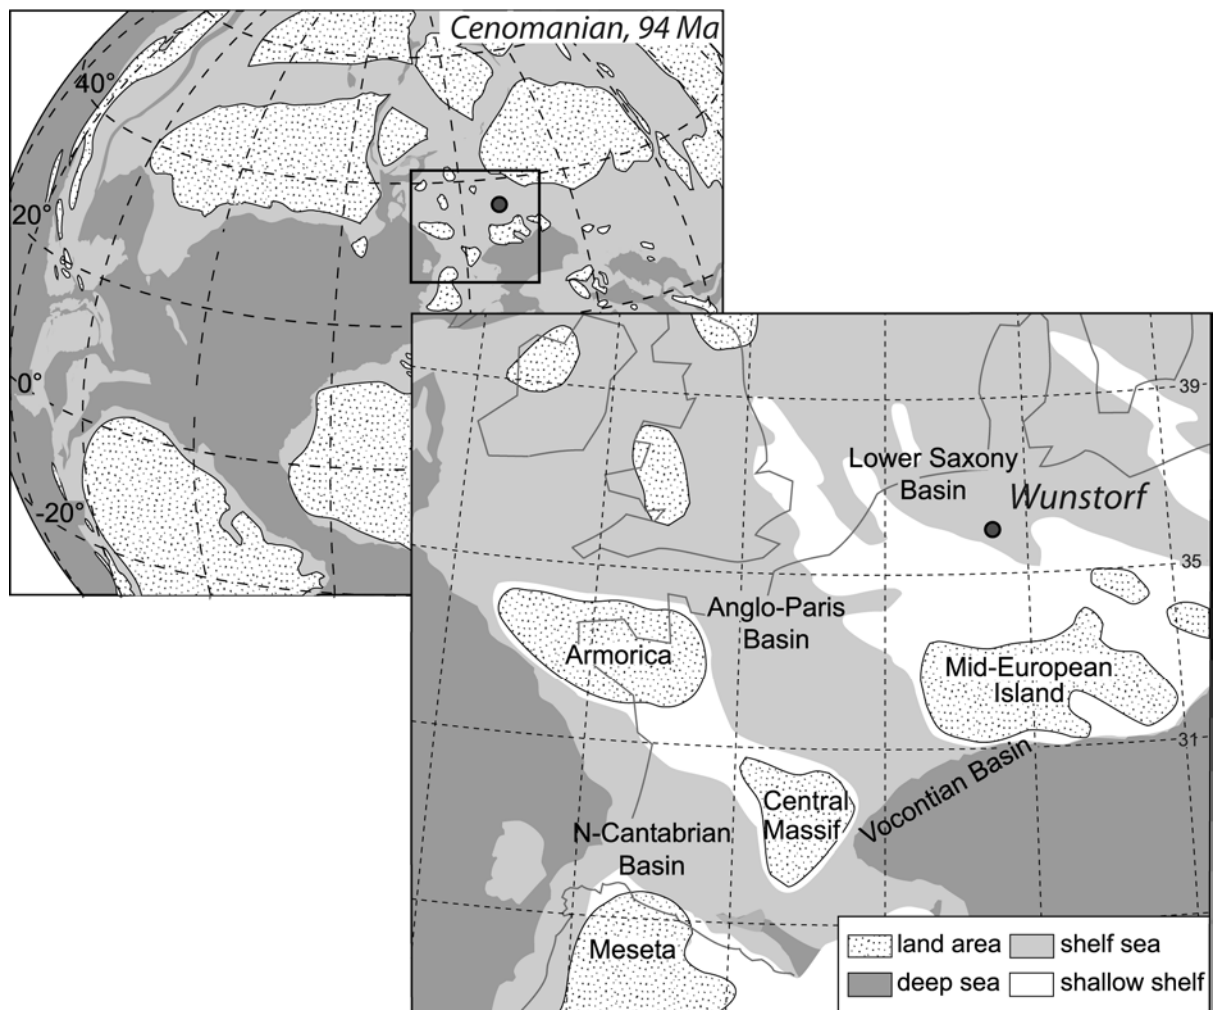 Cenomanian, 94 Ma
40°
20°
0°
-20°
39
Lower Saxony
Basin
Wunstorf
35
Anglo-Paris
Basin
Armorica
Mid-European
Island
31
Vocontian Basin
Central
Massif
N-Cantabrian
Basin
Meseta
land area
shelf sea
deep sea
shallow shelf